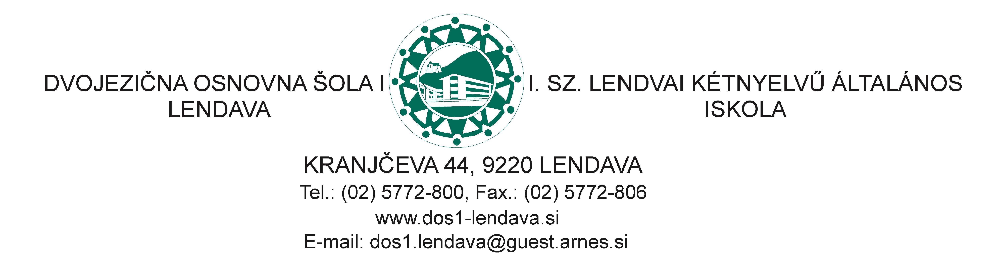 DVOJEZIČNA OSNOVNA ŠOLA I
LENDAVA
I. SZ. LENDVAI KÉTNYELVŰ ÁLTALÁNOS
ISKOLA
KRANJČEVA 44, 9220 LENDAVA
Tel.: (02) 5772-800, Fax.: (02) 5772-806
www.dos1-lendava.si
E-mail: dos1.lendava@guest.arnes.si